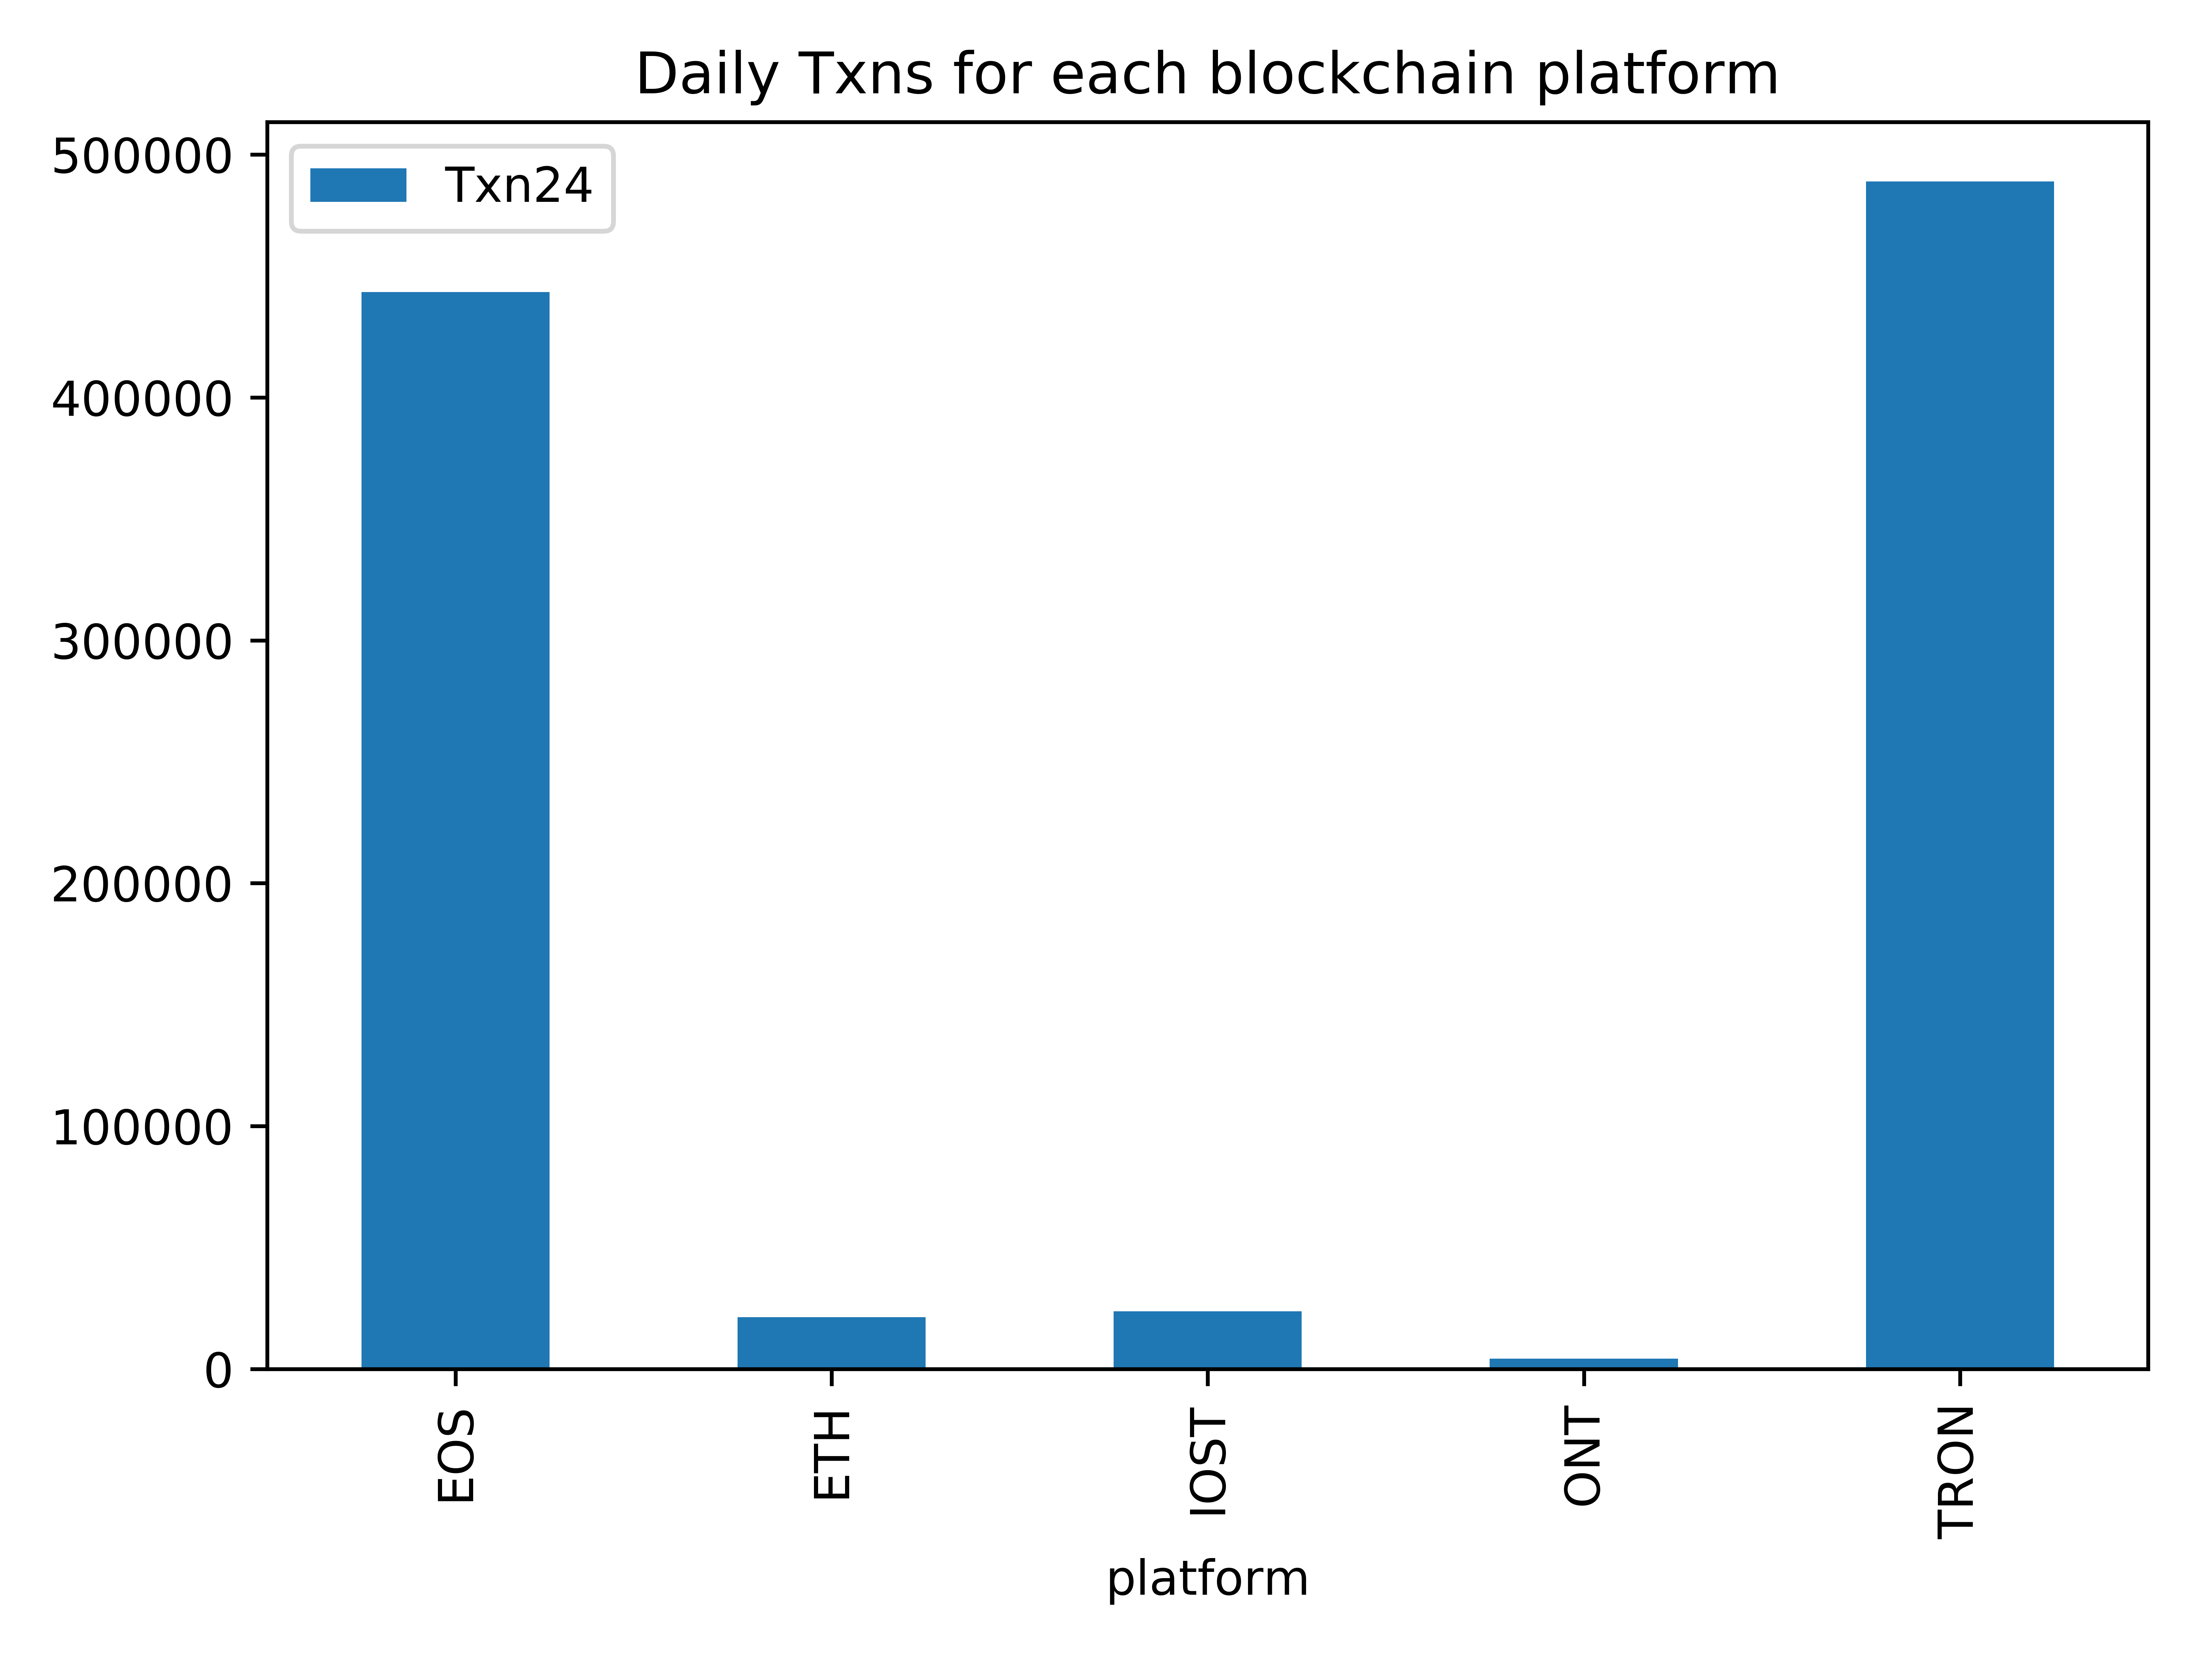 Daily Txns for each blockchain platform
Txn24
500000
400000
300000
200000
100000
0
EOS
ETH
IOST
ONT
TRON
platform